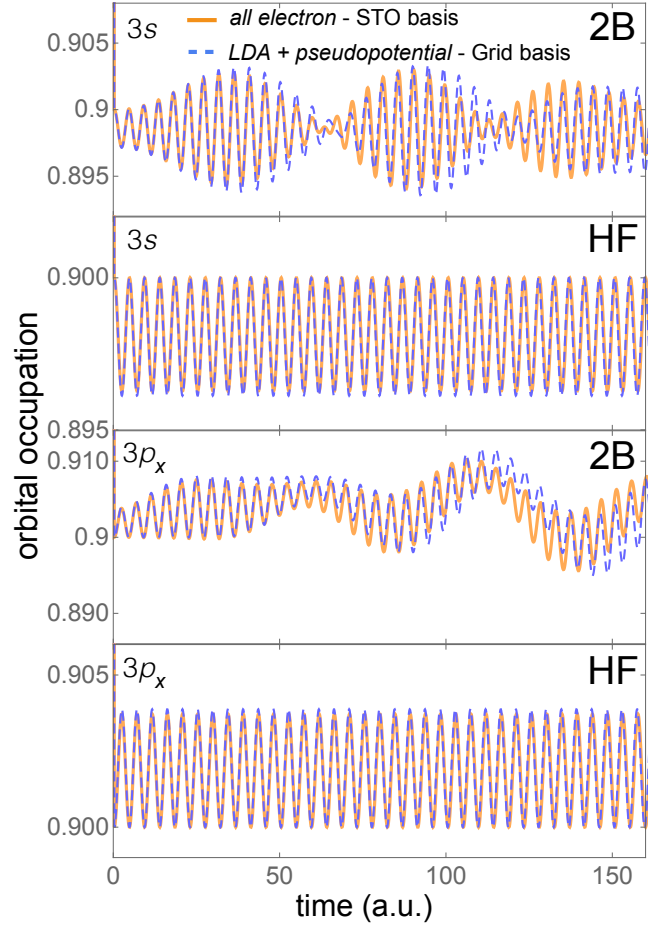 all electron - STO basis
LDA + pseudopotential - Grid basis
3s
2B
0.905
0.9
0.895
3s
HF
0.900
0.895
3px
2B
0.910
0.9
0.890
3px
HF
0.905
0.900
0
50
100
150
time (a.u.)
orbital occupation